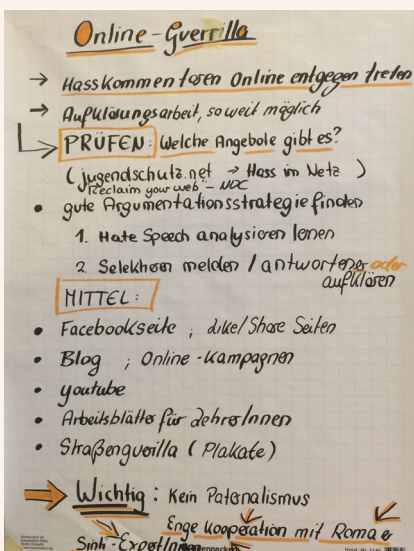 Online-Guerrilla
→ Hasskommentaren Online entgegen treten
→ Aufklärungsarbeit, soweit möglich
PRÜFEN: Welche Angebote gibt es?
(jugendschutz.net → Hass im Netz )
"Reclaim your web" - NDC
• gute Argumentationsstrategie finden
1. Hate Speech analysieren lernen
2. Selektieren melden / antworten oder
aufklären
MITTEL:
• Facebookseite ; Like/Share Seiten
• Blog ; Online-Kampagnen
• youtube
• Arbeitsblätter für LehrerInnen
• Straßenguerilla (Plakate)
→ Wichtig: Kein Paternalismus
Enge Kooperation mit Roma
Sinti-ExpertInnen